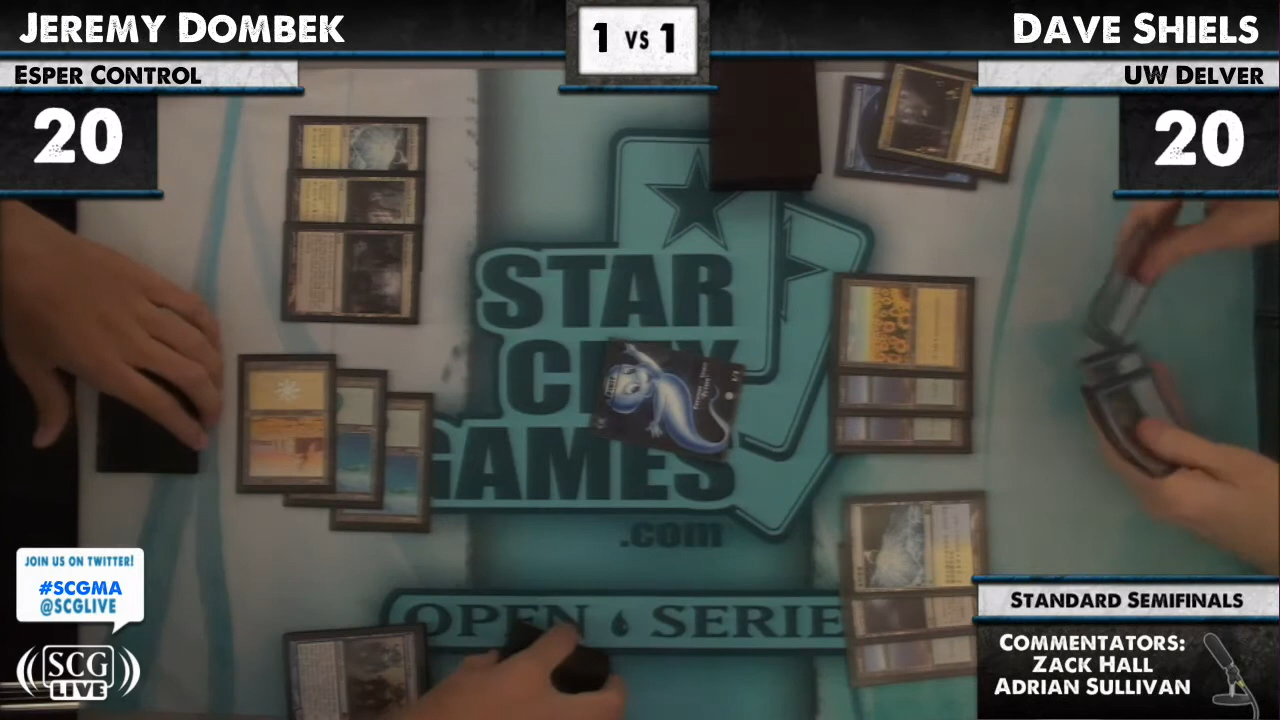 JEREMY DOMBEK
1 VS 1
DAVE SHIELS
ESPER CONTROL
UW DELVER
20
20
STAR
CITY
GAMES
.com
OPEN SERIES
JOIN US ON TWITTER!
#SCGMA
@SCGLIVE
SCG
LIVE
STANDARD SEMIFINALS
COMMENTATORS:
ZACK HALL
ADRIAN SULLIVAN